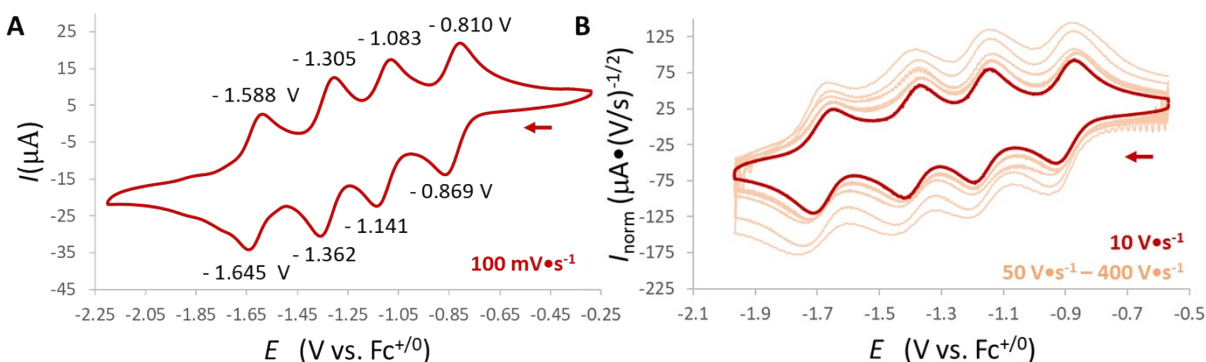 A
I(μA)
25
15
5
-5
-15
-25
-35
-45
- 1.588 V
- 1.305
- 1.083
- 0.810 V
- 0.869 V
- 1.141
- 1.362
- 1.645 V
100 mV•s⁻¹
-2.25 -2.05 -1.85 -1.65 -1.45 -1.25 -1.05 -0.85 -0.65 -0.45 -0.25
E (V vs. Fc⁺/⁰)
B
I_norm (μA•(V/s)⁻¹/²)
125
75
25
-25
-75
-125
-175
-225
10 V•s⁻¹
50 V•s⁻¹ – 400 V•s⁻¹
-2.1 -1.9 -1.7 -1.5 -1.3 -1.1 -0.9 -0.7 -0.5
E (V vs. Fc⁺/⁰)